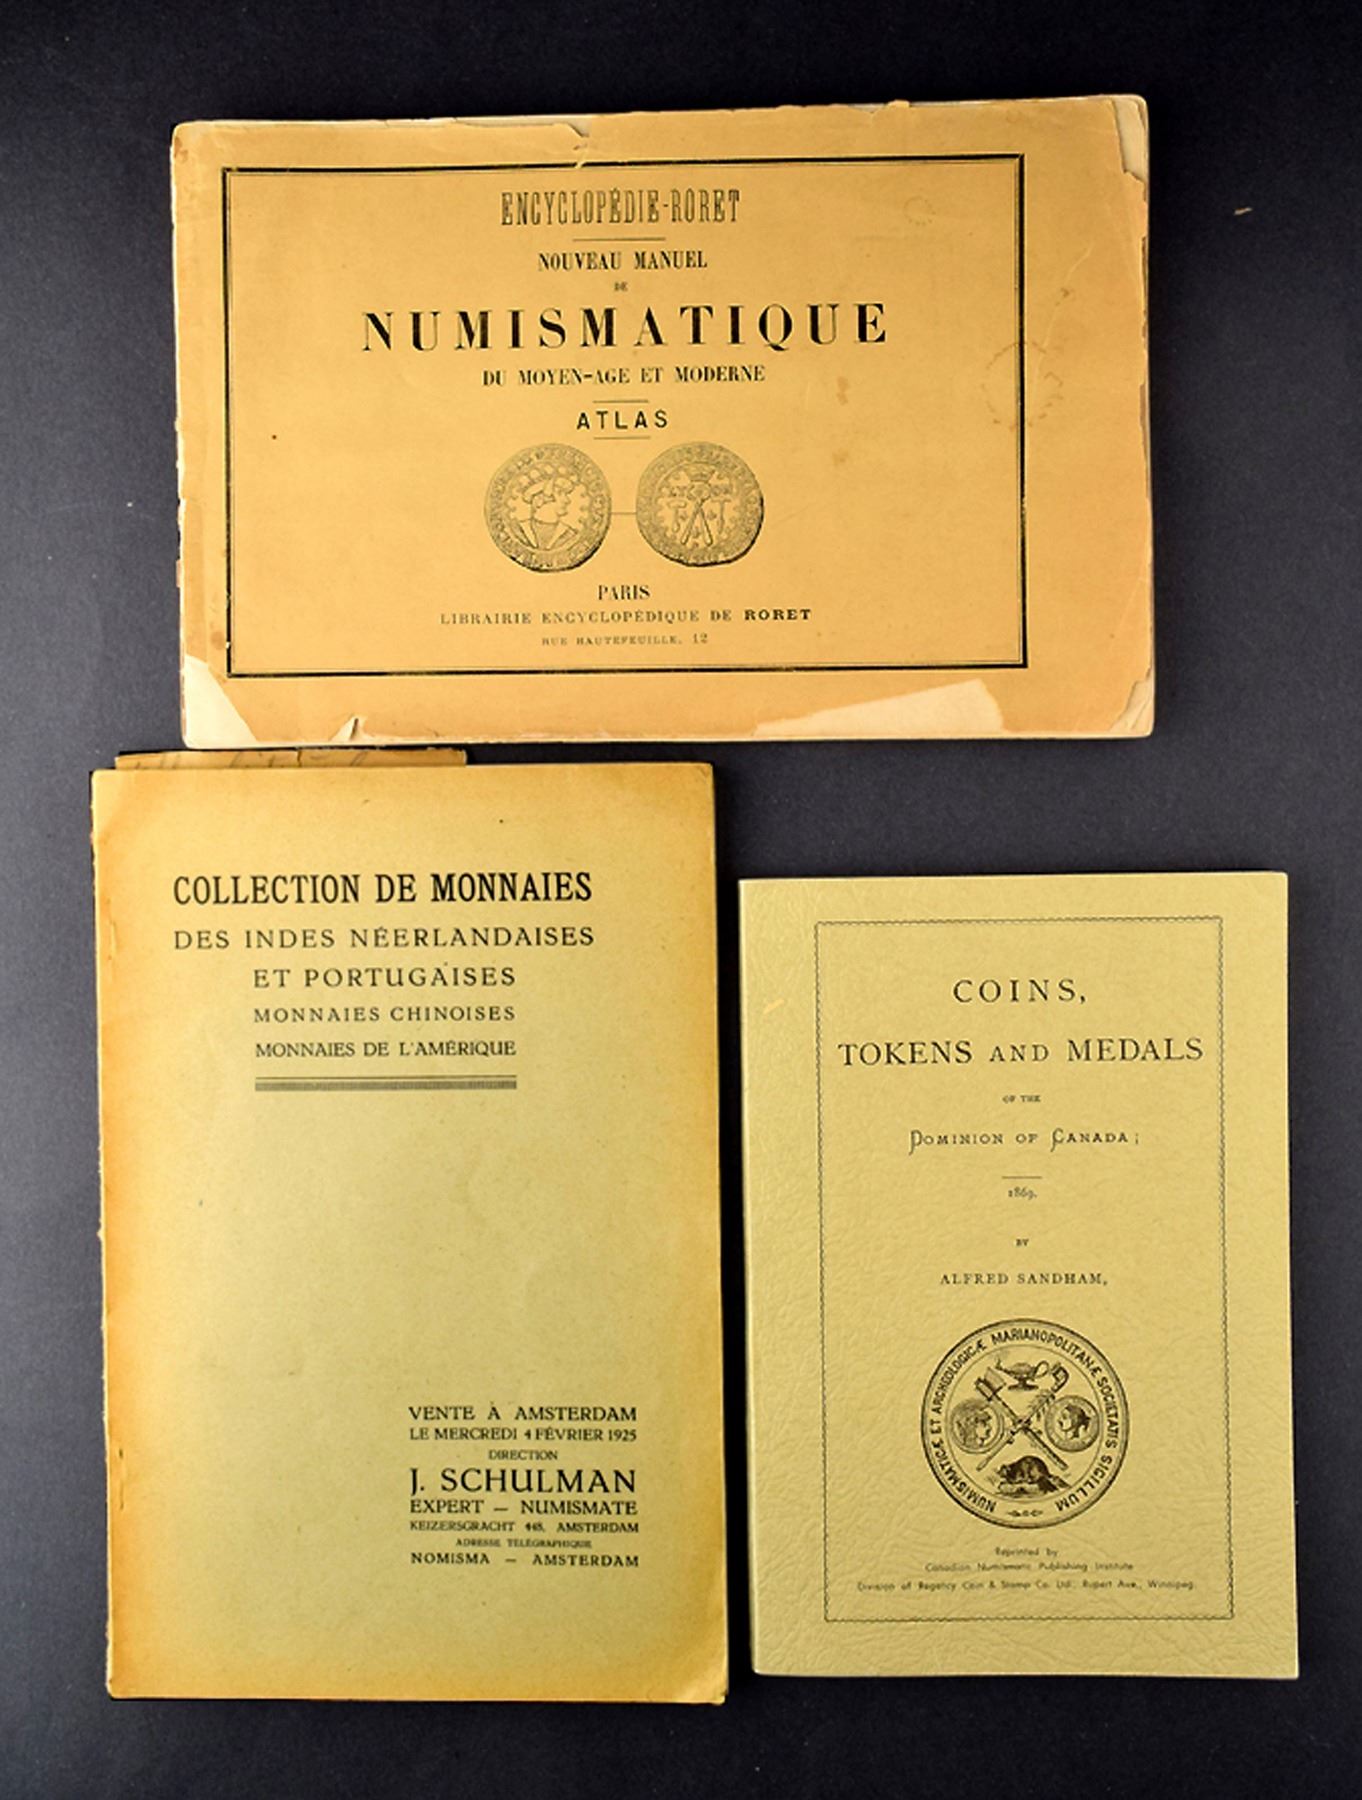 ENCYCLOPÉDIE-RORET
NOUVEAU MANUEL
DE
NUMISMATIQUE
DU MOYEN-AGE ET MODERNE
ATLAS
PARIS
LIBRAIRIE ENCYCLOPÉDIQUE DE RORET
RUE HAUTEFEUILLE, 12
COLLECTION DE MONNAIES
DES INDES NÉERLANDAISES
ET PORTUGAISES
MONNAIES CHINOISES
MONNAIES DE L'AMÉRIQUE
VENTE À AMSTERDAM
LE MERCREDI 4 FÉVRIER 1925
DIRECTION
J. SCHULMAN
EXPERT — NUMISMATE
KEIZERSGRACHT 448, AMSTERDAM
ADRESSE TÉLÉGRAPHIQUE
NOMISMA — AMSTERDAM
COINS,
TOKENS AND MEDALS
OF THE
DOMINION OF CANADA;
1869.
BY
ALFRED SANDHAM,
NUMISMATICÆ ET ARCHEOLOGICÆ MARIANOPOLITANÆ SOCIETATIS SIGILLUM
Reprinted by
Canadian Numismatic Publishing Institute
Division of Regency Coin & Stamp Co. Ltd., Rupert Ave., Winnipeg